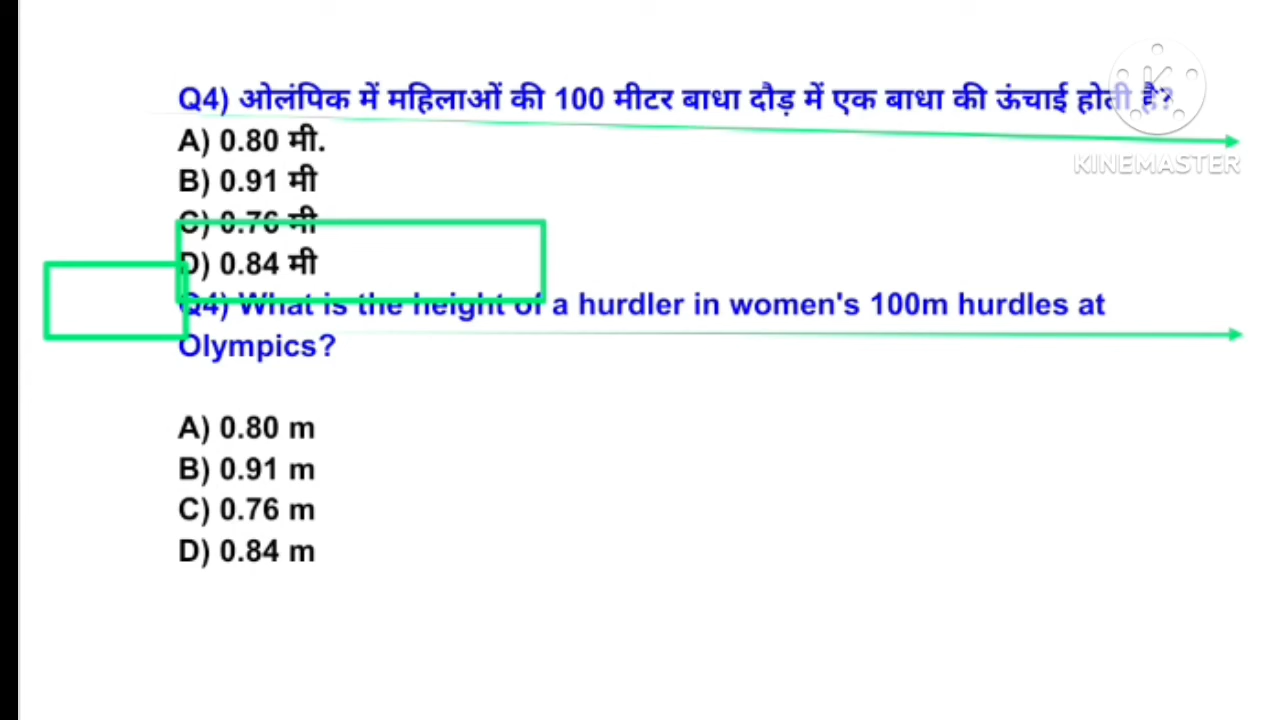 Q4) ओलंपिक में महिलाओं की 100 मीटर बाधा दौड़ में एक बाधा की ऊंचाई होती है?
KINEMASTER
A) 0.80 मी.
B) 0.91 मी
C) 0.76 मी
D) 0.84 मी
Q4) What is the height of a hurdler in women's 100m hurdles at
Olympics?
A) 0.80 m
B) 0.91 m
C) 0.76 m
D) 0.84 m